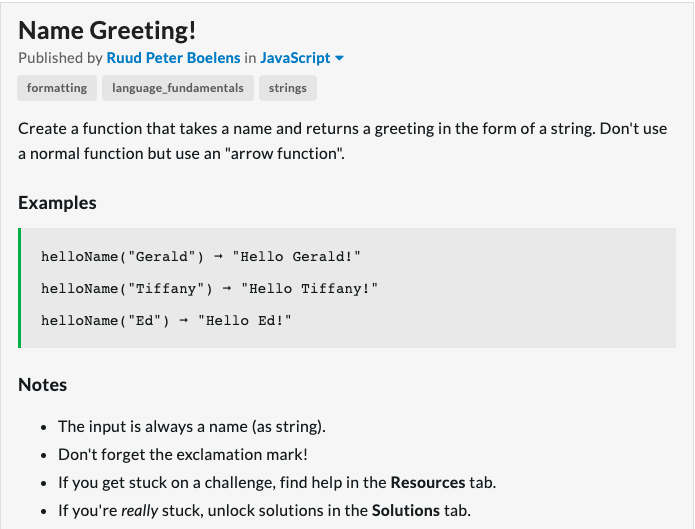 Name Greeting!
Published by Ruud Peter Boelens in JavaScript
formatting language_fundamentals strings
Create a function that takes a name and returns a greeting in the form of a string. Don't use
a normal function but use an "arrow function".
Examples
helloName("Gerald") ➞ "Hello Gerald!"
helloName("Tiffany") ➞ "Hello Tiffany!"
helloName("Ed") ➞ "Hello Ed!"
Notes
• The input is always a name (as string).
• Don't forget the exclamation mark!
• If you get stuck on a challenge, find help in the Resources tab.
• If you're really stuck, unlock solutions in the Solutions tab.